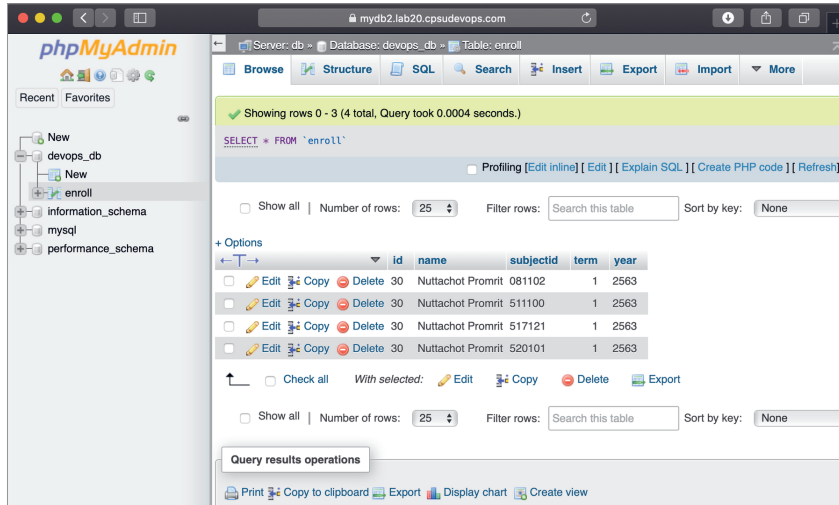 mydb2.lab20.cpsudevops.com
phpMyAdmin
Recent Favorites
New
devops_db
New
enroll
information_schema
mysql
performance_schema
Server: db » Database: devops_db » Table: enroll
Browse Structure SQL Search Insert Export Import More
Showing rows 0 - 3 (4 total, Query took 0.0004 seconds.)
SELECT * FROM `enroll`
Profiling [Edit inline] [ Edit ] [ Explain SQL ] [ Create PHP code ] [ Refresh]
Show all | Number of rows: 25 Filter rows: Search this table Sort by key: None
+ Options
←T→ id name subjectid term year
Edit Copy Delete 30 Nuttachot Promrit 081102 1 2563
Edit Copy Delete 30 Nuttachot Promrit 511100 1 2563
Edit Copy Delete 30 Nuttachot Promrit 517121 1 2563
Edit Copy Delete 30 Nuttachot Promrit 520101 1 2563
Check all With selected: Edit Copy Delete Export
Show all | Number of rows: 25 Filter rows: Search this table Sort by key: None
Query results operations
Print Copy to clipboard Export Display chart Create view